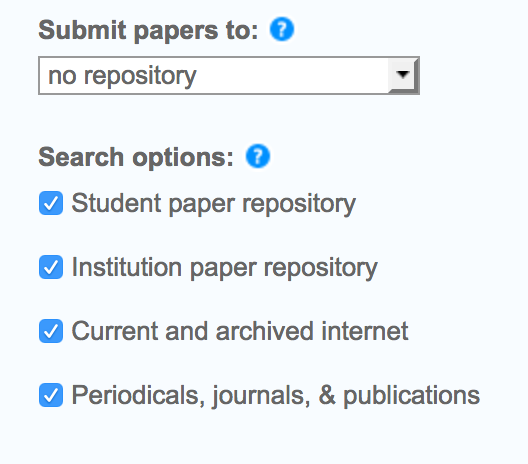 Submit papers to: ?
no repository
Search options: ?
Student paper repository
Institution paper repository
Current and archived internet
Periodicals, journals, & publications